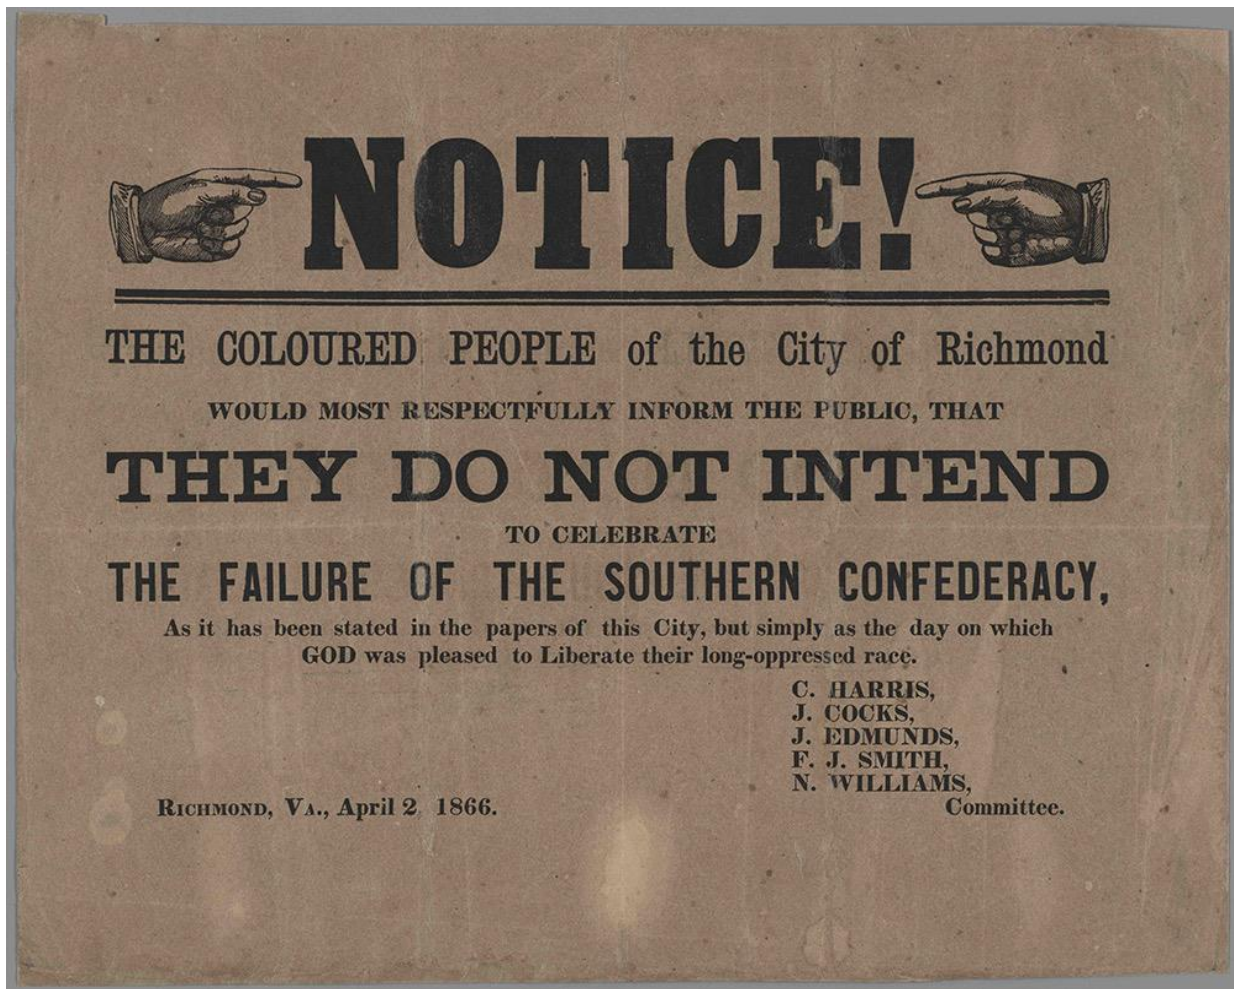 NOTICE!
THE COLOURED PEOPLE of the City of Richmond
WOULD MOST RESPECTFULLY INFORM THE PUBLIC, THAT
THEY DO NOT INTEND
TO CELEBRATE
THE FAILURE OF THE SOUTHERN CONFEDERACY,
As it has been stated in the papers of this City, but simply as the day on which
GOD was pleased to Liberate their long-oppressed race.
C. HARRIS,
J. COCKS,
J. EDMUNDS,
F. J. SMITH,
N. WILLIAMS,
RICHMOND, VA., April 2, 1866. Committee.